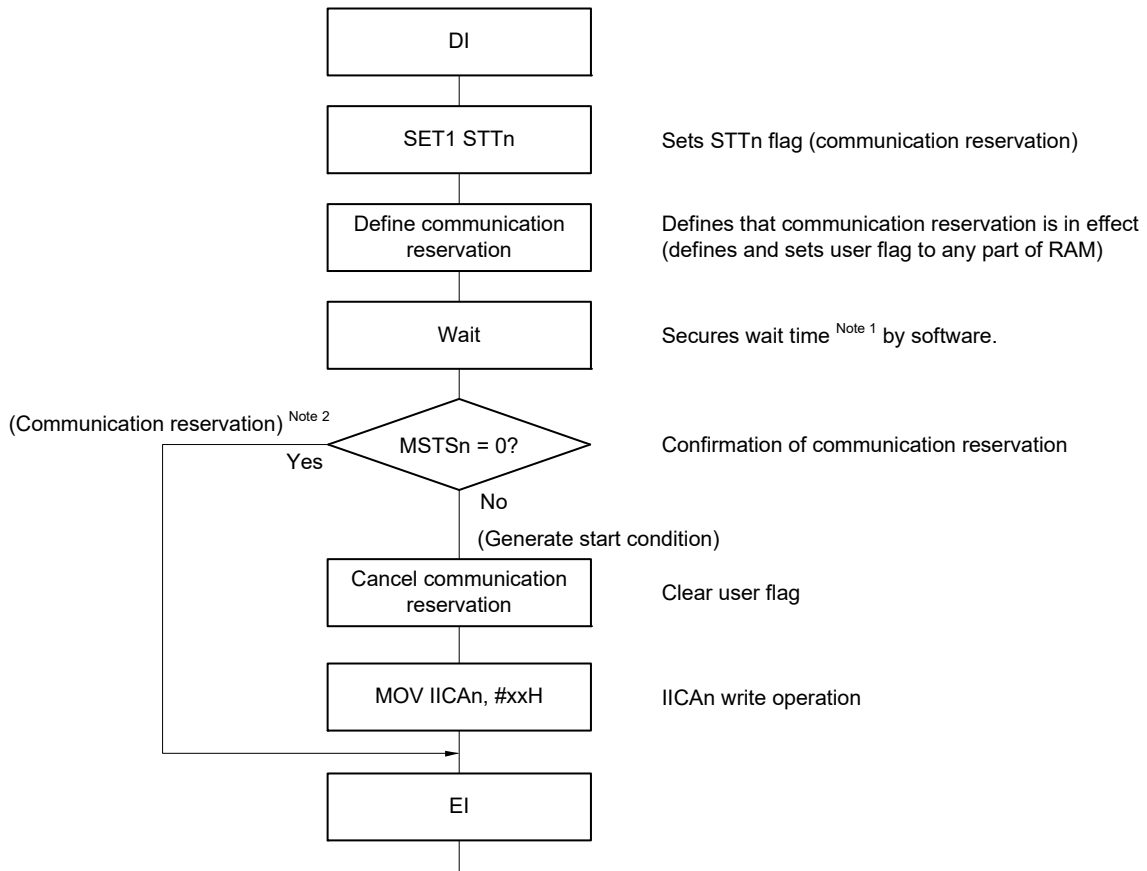 DI
SET1 STTn
Sets STTn flag (communication reservation)
Define communication
reservation
Defines that communication reservation is in effect
(defines and sets user flag to any part of RAM)
Wait
Secures wait time Note 1 by software.
(Communication reservation) Note 2
Yes
MSTSn = 0?
Confirmation of communication reservation
No
(Generate start condition)
Cancel communication
reservation
Clear user flag
MOV IICAn, #xxH
IICAn write operation
EI